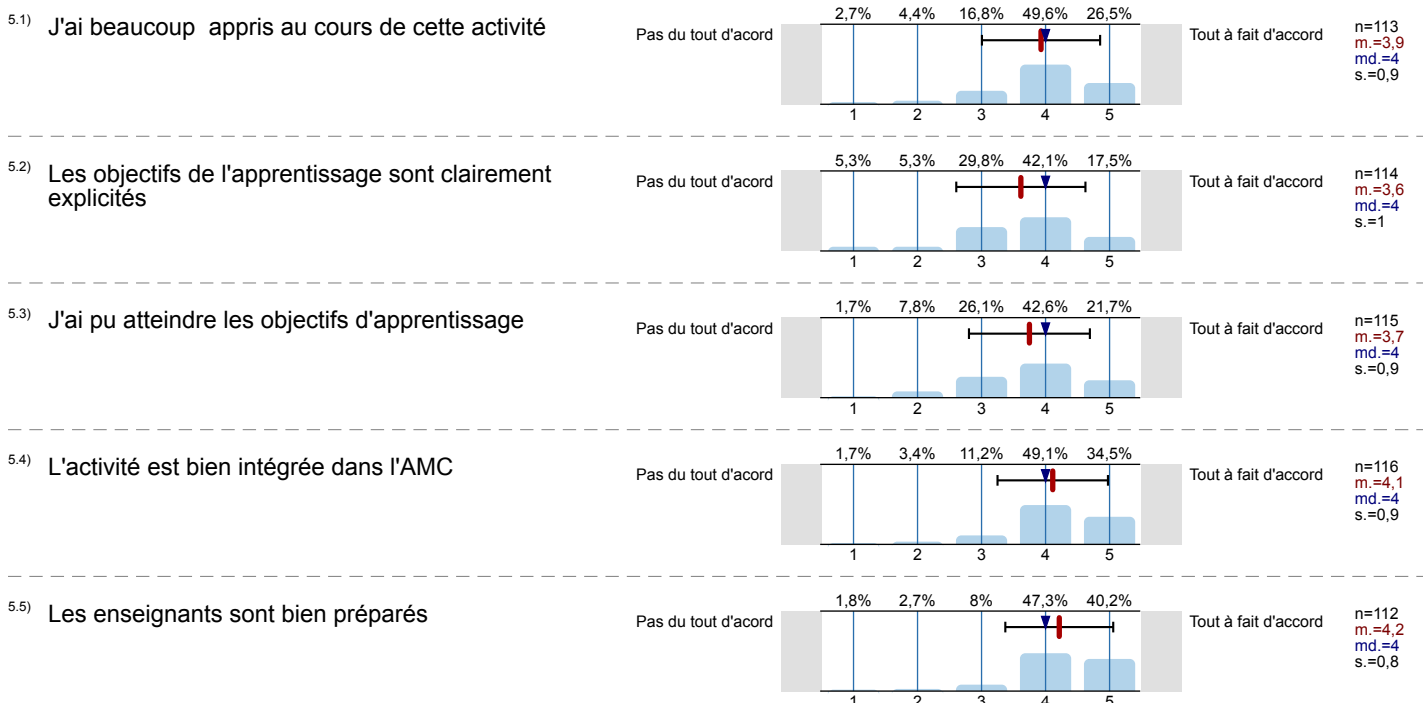 5.1) J'ai beaucoup  appris au cours de cette activité
Pas du tout d'acord
2,7% 4,4% 16,8% 49,6% 26,5%
1 2 3 4 5
Tout à fait d'accord
n=113
m.=3,9
md.=4
s.=0,9
5.2) Les objectifs de l'apprentissage sont clairement
explicités
Pas du tout d'acord
5,3% 5,3% 29,8% 42,1% 17,5%
1 2 3 4 5
Tout à fait d'accord
n=114
m.=3,6
md.=4
s.=1
5.3) J'ai pu atteindre les objectifs d'apprentissage
Pas du tout d'acord
1,7% 7,8% 26,1% 42,6% 21,7%
1 2 3 4 5
Tout à fait d'accord
n=115
m.=3,7
md.=4
s.=0,9
5.4) L'activité est bien intégrée dans l'AMC
Pas du tout d'acord
1,7% 3,4% 11,2% 49,1% 34,5%
1 2 3 4 5
Tout à fait d'accord
n=116
m.=4,1
md.=4
s.=0,9
5.5) Les enseignants sont bien préparés
Pas du tout d'acord
1,8% 2,7% 8% 47,3% 40,2%
1 2 3 4 5
Tout à fait d'accord
n=112
m.=4,2
md.=4
s.=0,8